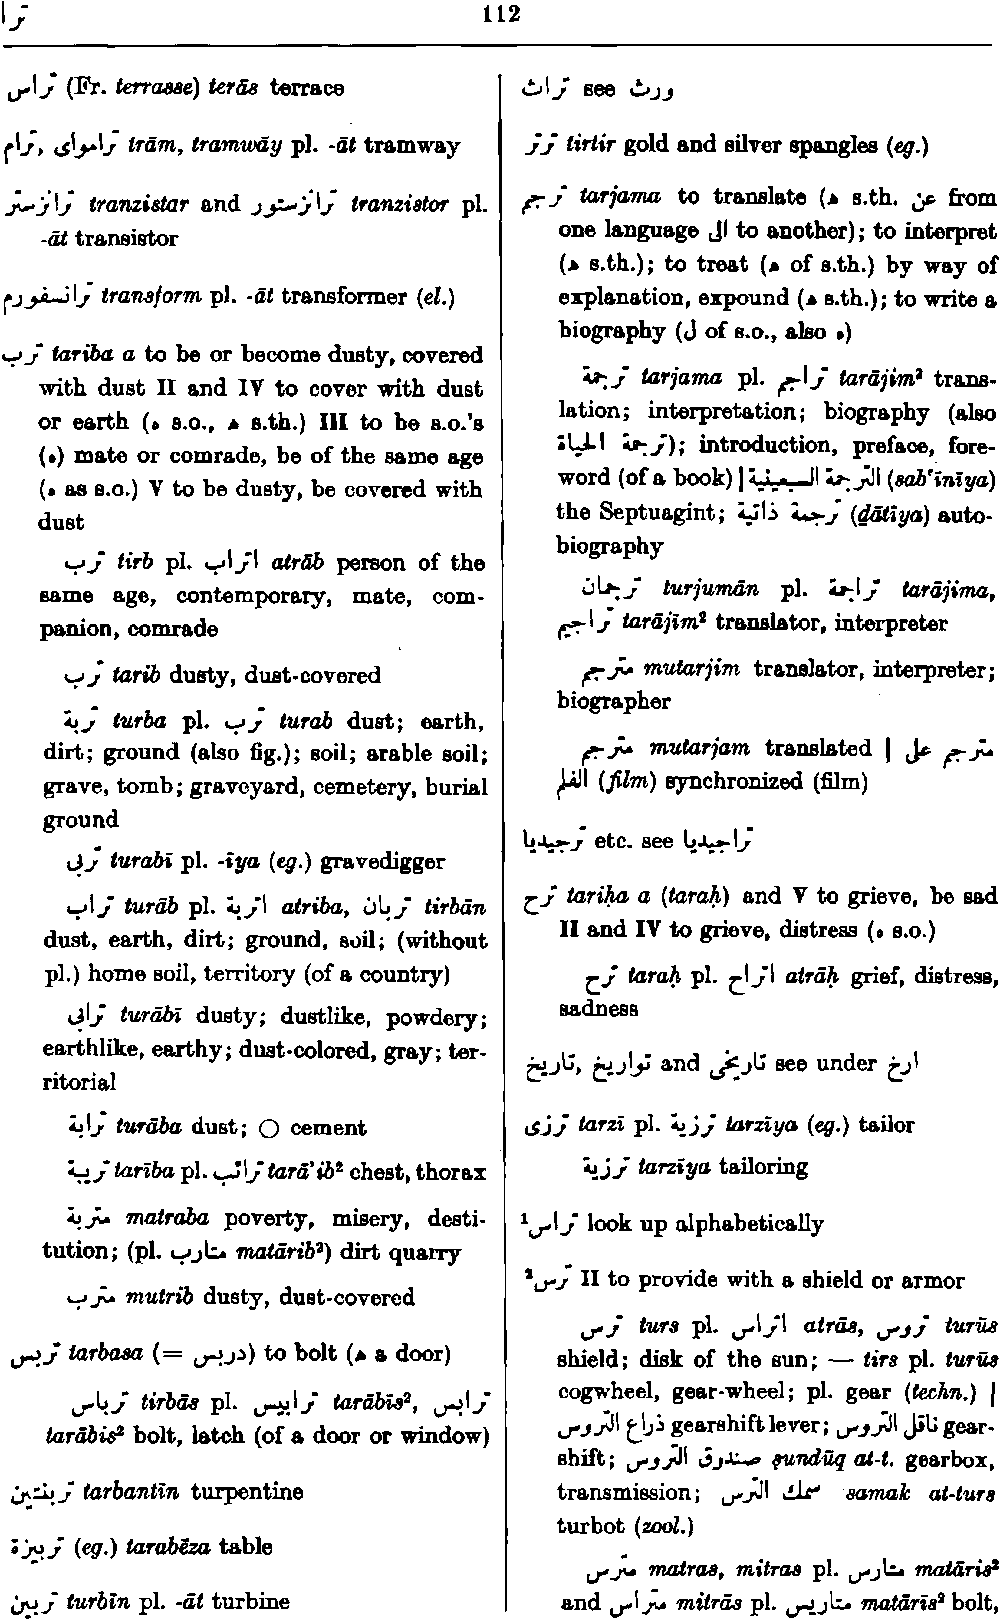 ترا
112
تراس (Fr. terrasse) terās terrace
ترام, تراموای trām, tramwāy pl. -āt tramway
ترانزستر tranzistar and ترانزستور tranzistor pl.
-āt transistor
ترانسفورم transform pl. -āt transformer (el.)
ترب tariba a to be or become dusty, covered
with dust II and IV to cover with dust
or earth (ه s.o., ھ s.th.) III to be s.o.'s
(ه) mate or comrade, be of the same age
(ه as s.o.) V to be dusty, be covered with
dust
ترب tirb pl. اتراب atrāb person of the
same age, contemporary, mate, com-
panion, comrade
ترب tarib dusty, dust-covered
تربة turba pl. ترب turab dust; earth,
dirt; ground (also fig.); soil; arable soil;
grave, tomb; graveyard, cemetery, burial
ground
تربى turabī pl. -īya (eg.) gravedigger
تراب turāb pl. اتربة atriba, تربان tirbān
dust, earth, dirt; ground, soil; (without
pl.) home soil, territory (of a country)
ترابى turābī dusty; dustlike, powdery;
earthlike, earthy; dust-colored, gray; ter-
ritorial
ترابة turāba dust; ○ cement
تريبة tarība pl. ترائب tarā'ib² chest, thorax
متربة matraba poverty, misery, desti-
tution; (pl. متارب matārib²) dirt quarry
مترب mutrib dusty, dust-covered
تربس tarbasa (= دربس) to bolt (ھ a door)
ترباس tirbās pl. ترابيس tarābīs², ترابس
tarābis² bolt, latch (of a door or window)
تربنتين tarbantīn turpentine
تربيزة (eg.) tarabēza table
تربين turbīn pl. -āt turbine
تراث see ورث
ترتر tirtir gold and silver spangles (eg.)
ترجم tarjama to translate (ھ s.th. عن from
one language الى to another); to interpret
(ھ s.th.); to treat (ھ of s.th.) by way of
explanation, expound (ھ s.th.); to write a
biography (ل of s.o., also ه)
ترجمة tarjama pl. تراجم tarājim² trans-
lation; interpretation; biography (also
ترجمة الحياة); introduction, preface, fore-
word (of a book) | الترجمة السبعينية (sab'īnīya)
the Septuagint; ترجمة ذاتية (ḏātīya) auto-
biography
ترجمان turjumān pl. تراجمة tarājima,
تراجيم tarājīm² translator, interpreter
مترجم mutarjim translator, interpreter;
biographer
مترجم mutarjam translated | مترجم على
الفلم (film) synchronized (film)
ترجيديا etc. see تراجيديا
ترح tariḥa a (taraḥ) and V to grieve, be sad
II and IV to grieve, distress (ه s.o.)
ترح taraḥ pl. اتراح atrāḥ grief, distress,
sadness
تاريخ, تواريخ and تاريخى see under ارخ
ترزى tarzī pl. ترزية tarzīya (eg.) tailor
ترزية tarzīya tailoring
¹تراس look up alphabetically
²ترس II to provide with a shield or armor
ترس turs pl. اتراس atrās, تروس turūs
shield; disk of the sun; — tirs pl. turūs
cogwheel, gear-wheel; pl. gear (techn.) |
ذراع التروس gearshift lever; ناقل التروس gear-
shift; صندوق التروس ṣundūq at-t. gearbox,
transmission; سمك الترس samak at-turs
turbot (zool.)
مترس matras, mitras pl. متارس matāris²
and متراس mitrās pl. متاريس matārīs² bolt,